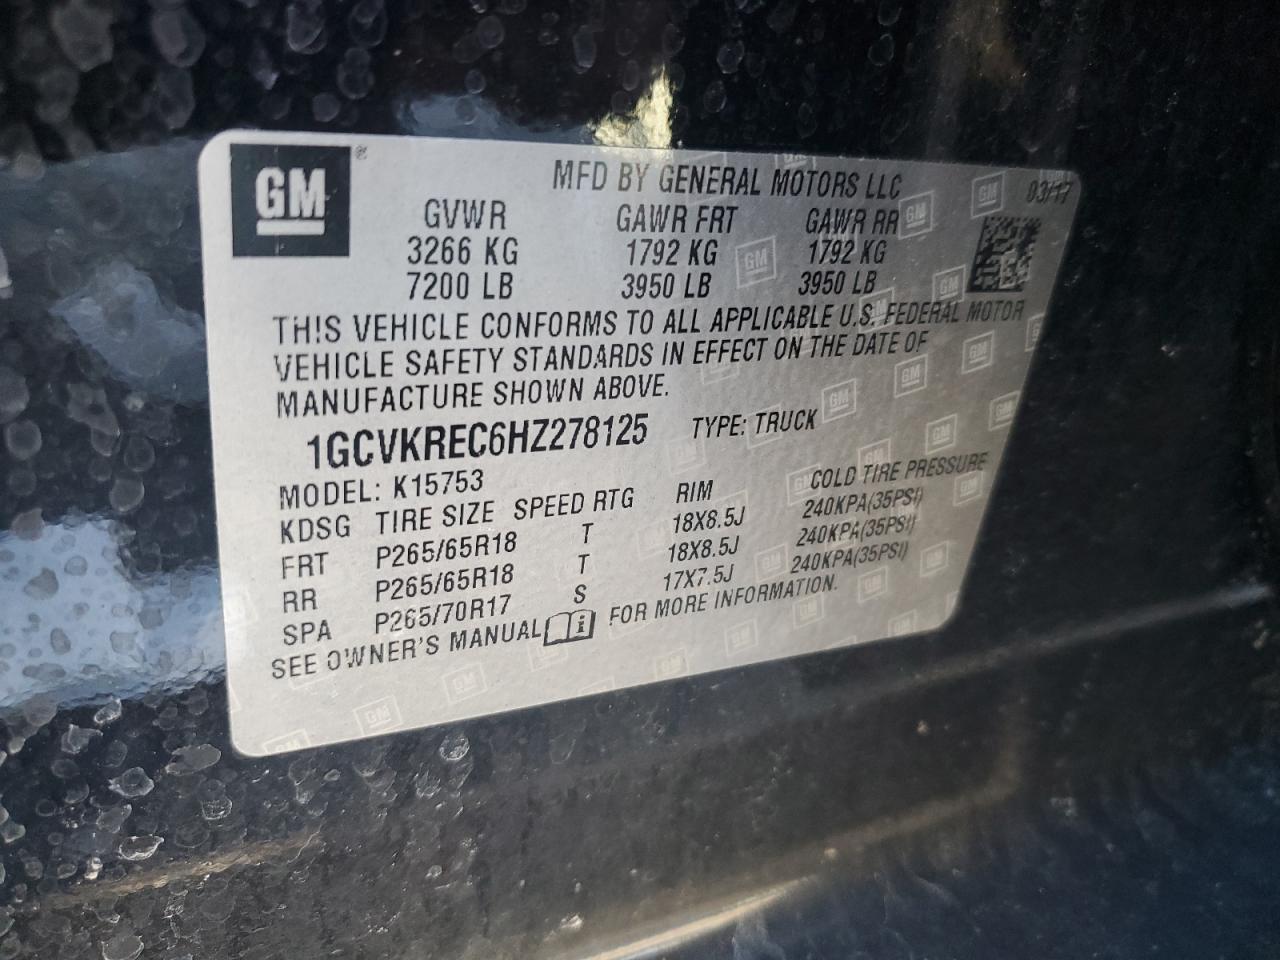 GM ®
MFD BY GENERAL MOTORS LLC 03/17
GVWR GAWR FRT GAWR RR
3266 KG 1792 KG 1792 KG
7200 LB 3950 LB 3950 LB
THIS VEHICLE CONFORMS TO ALL APPLICABLE U.S. FEDERAL MOTOR
VEHICLE SAFETY STANDARDS IN EFFECT ON THE DATE OF
MANUFACTURE SHOWN ABOVE.
1GCVKREC6HZ278125 TYPE: TRUCK
MODEL: K15753
KDSG TIRE SIZE SPEED RTG RIM COLD TIRE PRESSURE
FRT P265/65R18 T 18X8.5J 240KPA(35PSI)
RR P265/65R18 T 18X8.5J 240KPA(35PSI)
SPA P265/70R17 S 17X7.5J 240KPA(35PSI)
SEE OWNER'S MANUAL i FOR MORE INFORMATION.